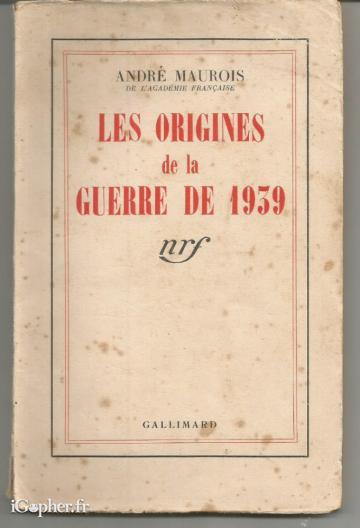 ANDRÉ MAUROIS
DE L'ACADÉMIE FRANÇAISE
LES ORIGINES
de la
GUERRE DE 1939
nrf
GALLIMARD
iGopher.fr